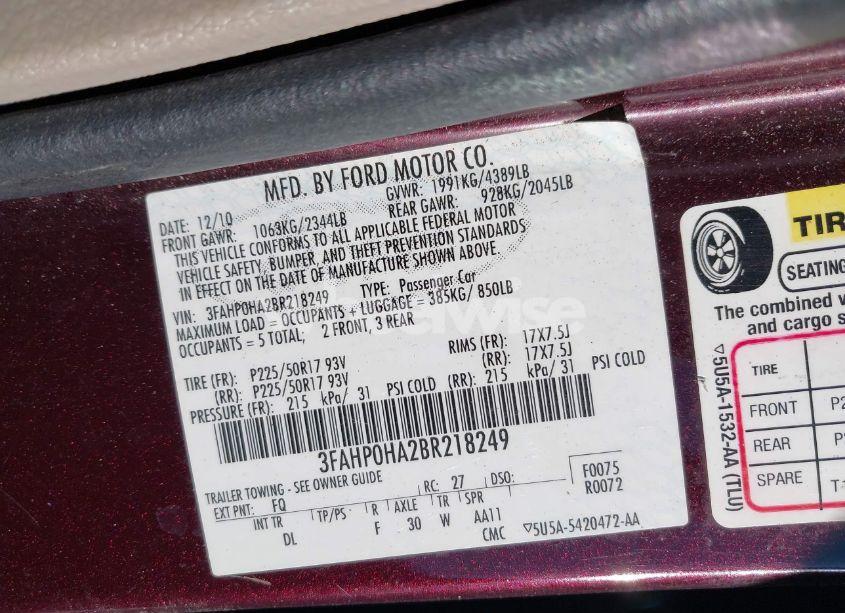 MFD. BY FORD MOTOR CO.
DATE: 12/10 GVWR: 1991KG/4389LB
FRONT GAWR: 1063KG/2344LB REAR GAWR: 928KG/2045LB
THIS VEHICLE CONFORMS TO ALL APPLICABLE FEDERAL MOTOR
VEHICLE SAFETY, BUMPER, AND THEFT PREVENTION STANDARDS
IN EFFECT ON THE DATE OF MANUFACTURE SHOWN ABOVE.
VIN: 3FAHP0HA2BR218249 TYPE: Passenger Car
MAXIMUM LOAD = OCCUPANTS + LUGGAGE = 385KG/ 850LB
OCCUPANTS = 5 TOTAL; 2 FRONT, 3 REAR
TIRE (FR): P225/50R17 93V RIMS (FR): 17X7.5J
(RR): P225/50R17 93V (RR): 17X7.5J
PRESSURE (FR): 215 kPa/ 31 PSI COLD (RR): 215 kPa/ 31 PSI COLD
3FAHP0HA2BR218249
TRAILER TOWING - SEE OWNER GUIDE
EXT PNT: FQ RC: 27 DSO: F0075
R0072
INT TR TP/PS R AXLE TR SPR
DL F 30 W AA11
CMC ▽5U5A-5420472-AA
TIR
SEATING
The combined
and cargo s
▽5U5A-1532-AA (TLU)
TIRE
FRONT P2
REAR
SPARE T